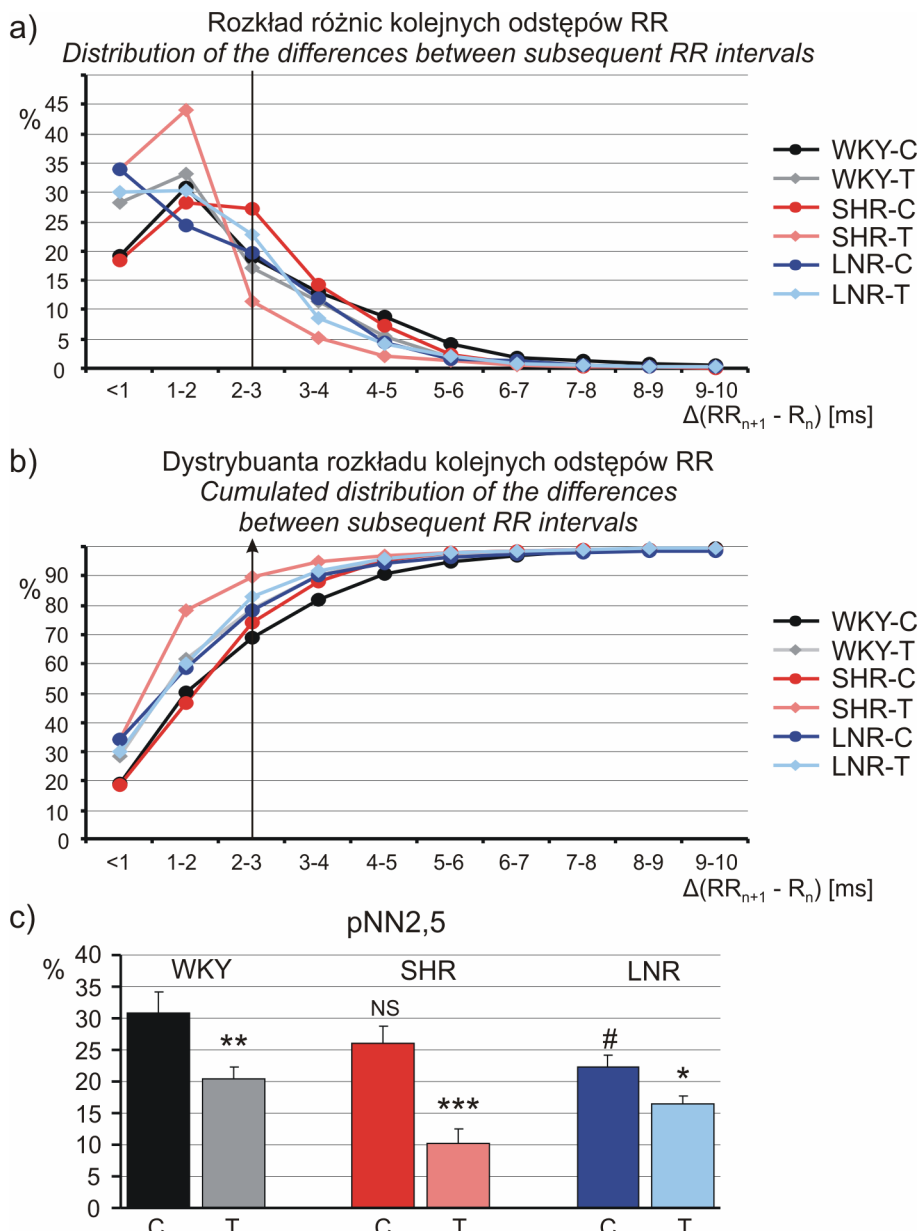 a)
Rozkład różnic kolejnych odstępów RR
Distribution of the differences between subsequent RR intervals
%
45
40
35
30
25
20
15
10
5
0
<1 1-2 2-3 3-4 4-5 5-6 6-7 7-8 8-9 9-10
Δ(RRn+1 - Rn) [ms]
WKY-C
WKY-T
SHR-C
SHR-T
LNR-C
LNR-T
b)
Dystrybuanta rozkładu kolejnych odstępów RR
Cumulated distribution of the differences
between subsequent RR intervals
%
90
80
70
60
50
40
30
20
10
0
<1 1-2 2-3 3-4 4-5 5-6 6-7 7-8 8-9 9-10
Δ(RRn+1 - Rn) [ms]
WKY-C
WKY-T
SHR-C
SHR-T
LNR-C
LNR-T
c)
pNN2,5
%
40
35
30
25
20
15
10
5
0
WKY SHR LNR
** NS *** # *
C T C T C T